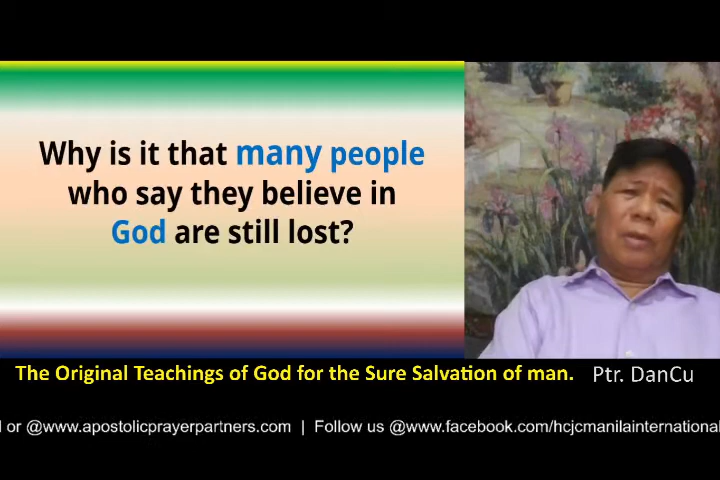 Why is it that many people
who say they believe in
God are still lost?
The Original Teachings of God for the Sure Salvation of man. Ptr. DanCu
or @www.apostolicprayerpartners.com | Follow us @www.facebook.com/hcjcmanilainternational